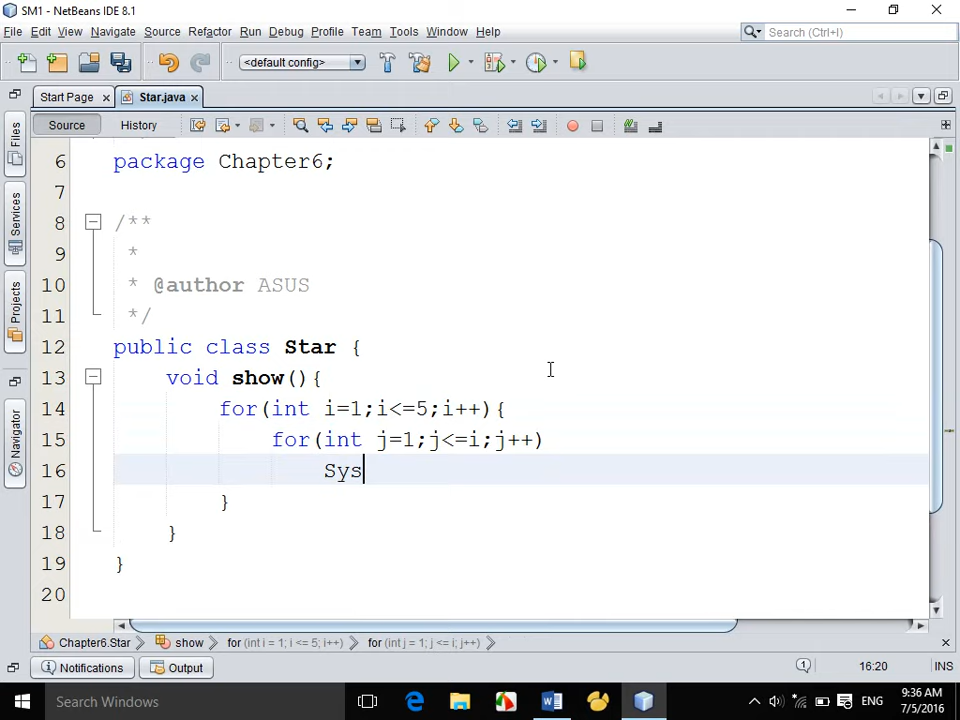 SM1 - NetBeans IDE 8.1
File Edit View Navigate Source Refactor Run Debug Profile Team Tools Window Help
Search (Ctrl+I)
<default config>
Start Page
Star.java
Source History
Files
Services
Projects
Navigator
6 package Chapter6;
7
8 /**
9 *
10 * @author ASUS
11 */
12 public class Star {
13 void show(){
14 for(int i=1;i<=5;i++){
15 for(int j=1;j<=i;j++)
16 Sys
17 }
18 }
19 }
20
Chapter6.Star show for (int i = 1; i <= 5; i++) for (int j = 1; j <= i; j++)
Notifications Output 1 16:20 INS
Search Windows
ENG
9:36 AM
7/5/2016